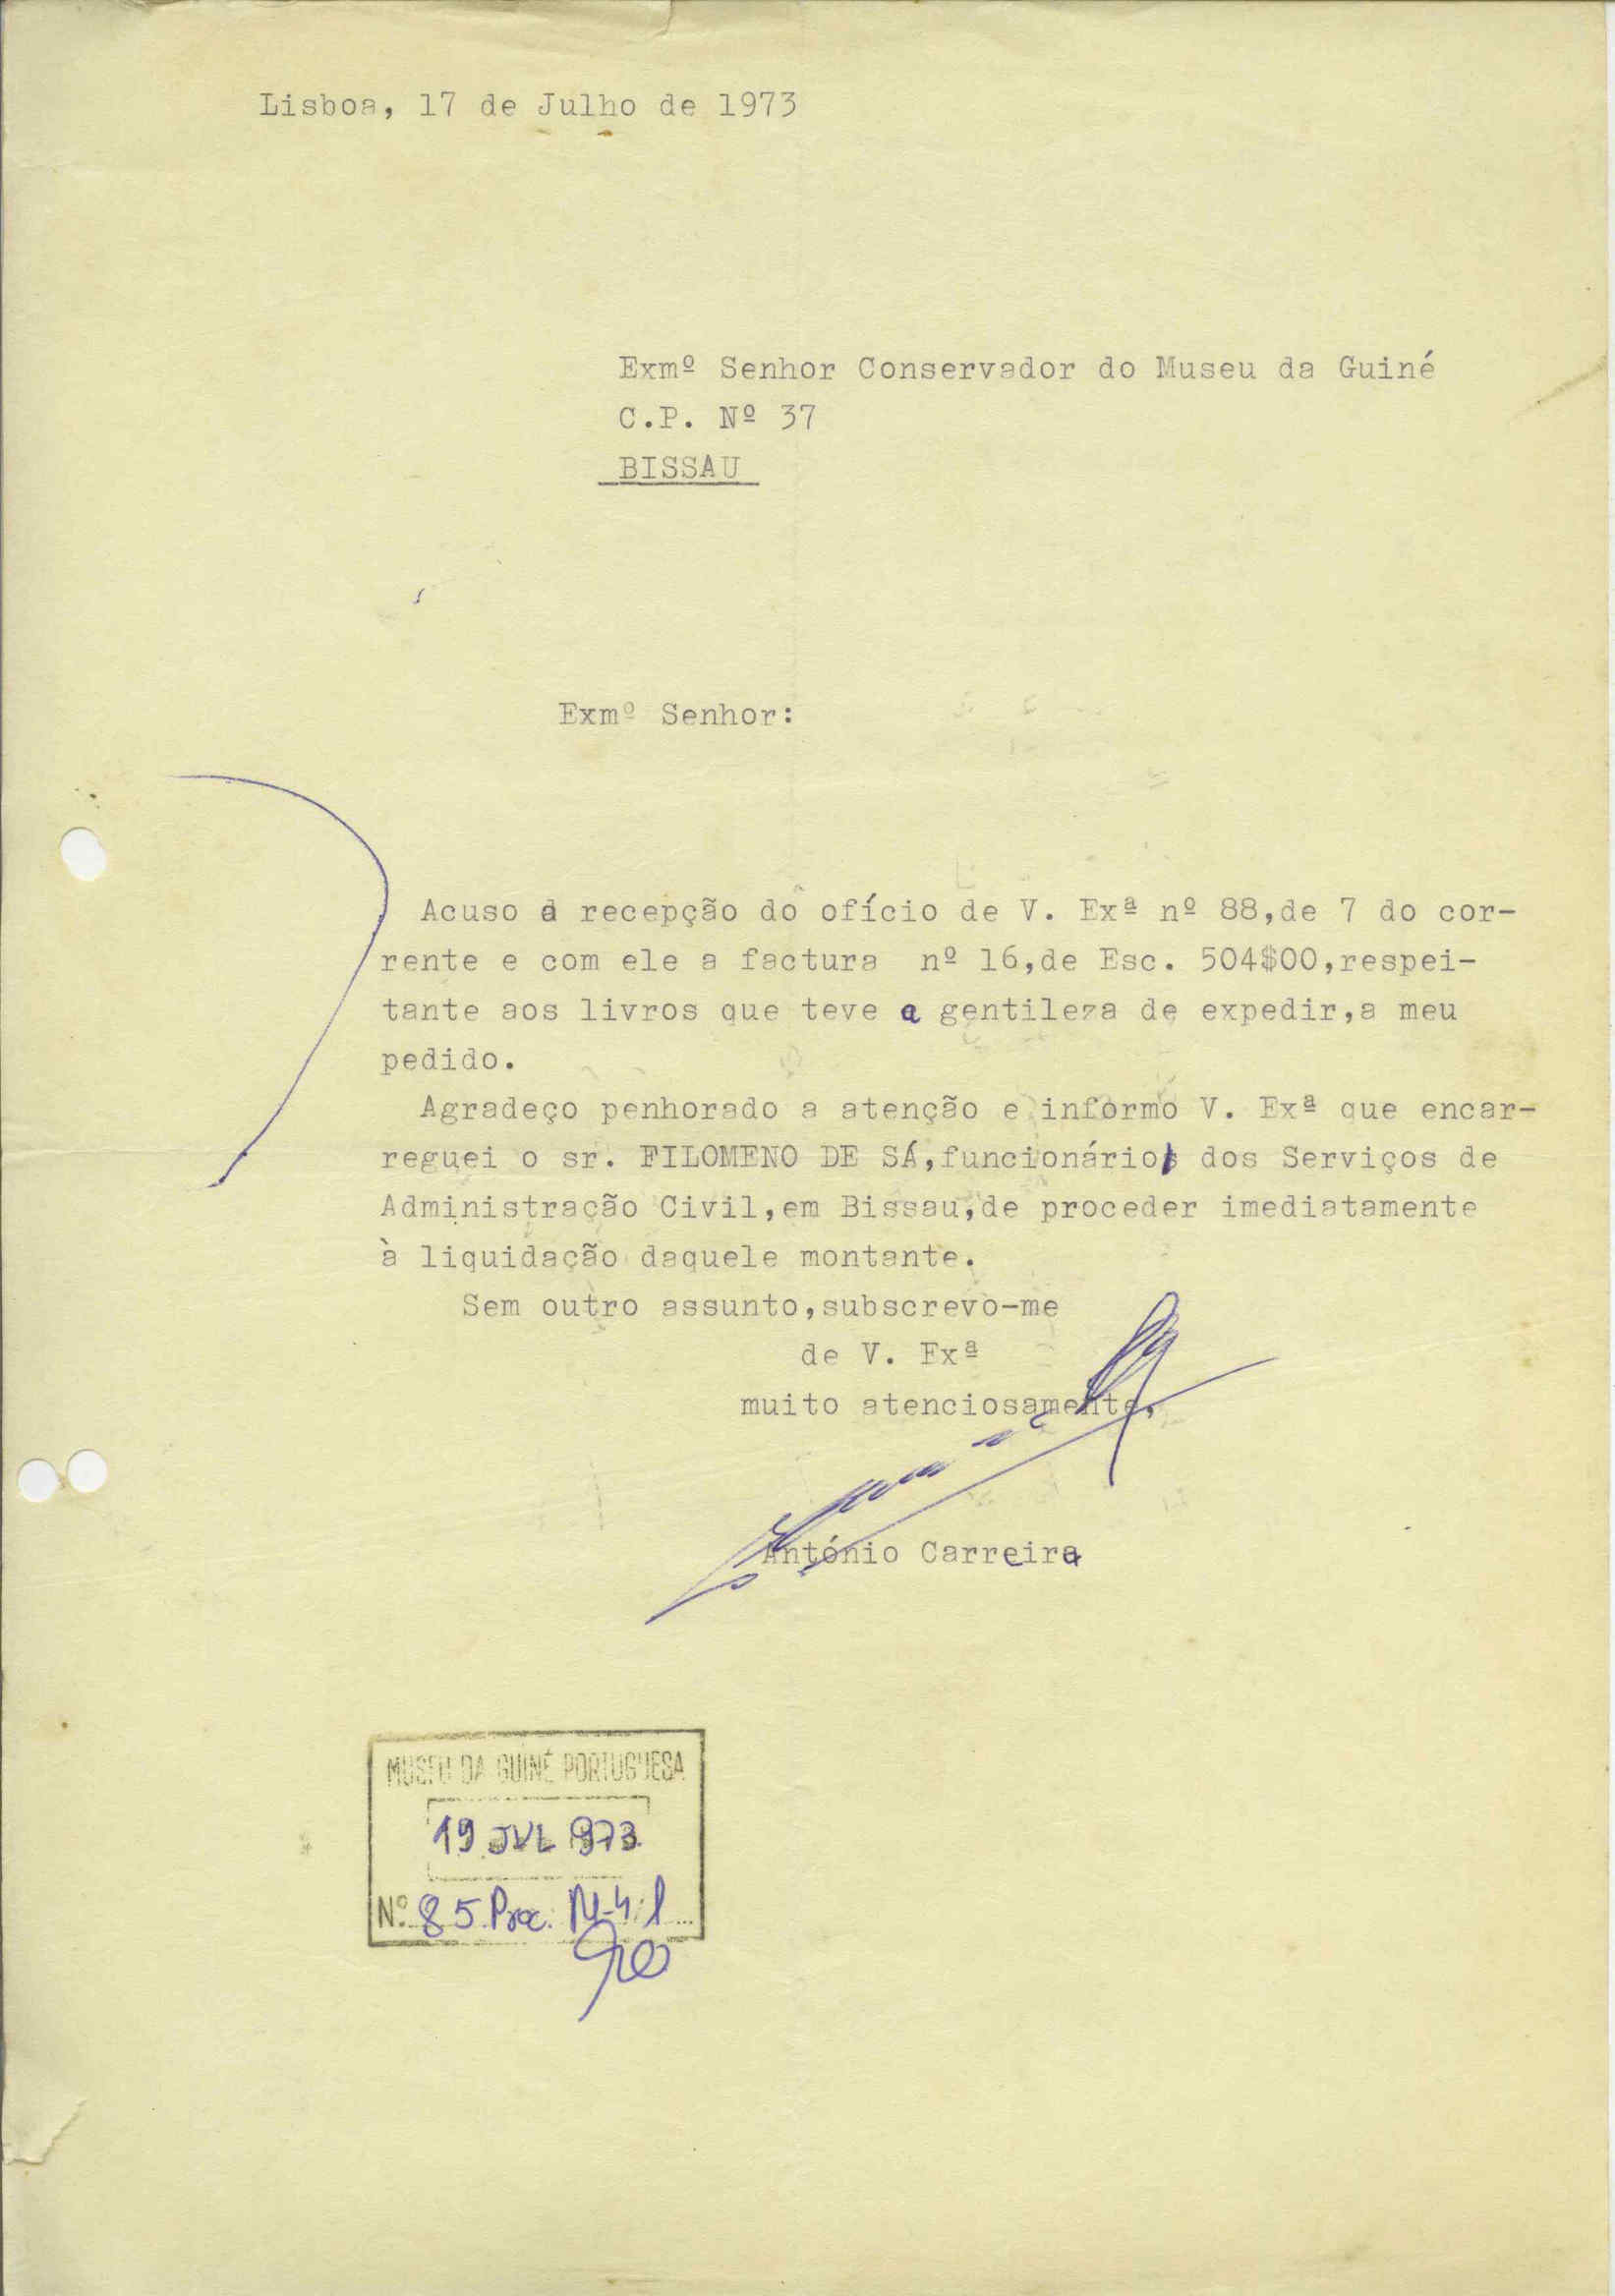 Lisboa, 17 de Julho de 1973
Exmº Senhor Conservador do Museu da Guiné
C.P. Nº 37
BISSAU
Exmº Senhor:
Acuso a recepção do ofício de V. Exª nº 88,de 7 do cor-
rente e com ele a factura nº 16,de Esc. 504$00,respei-
tante aos livros que teve a gentileza de expedir,a meu
pedido.
Agradeço penhorado a atenção e informo V. Exª que encar-
reguei o sr. FILOMENO DE SÁ,funcionário dos Serviços de
Administração Civil,em Bissau,de proceder imediatamente
à liquidação daquele montante.
Sem outro assunto,subscrevo-me
de V. Exª
muito atenciosamente,
António Carreira
MUSEU DA GUINÉ PORTUGUESA
19 JUL 1973
Nº 85 Proc.